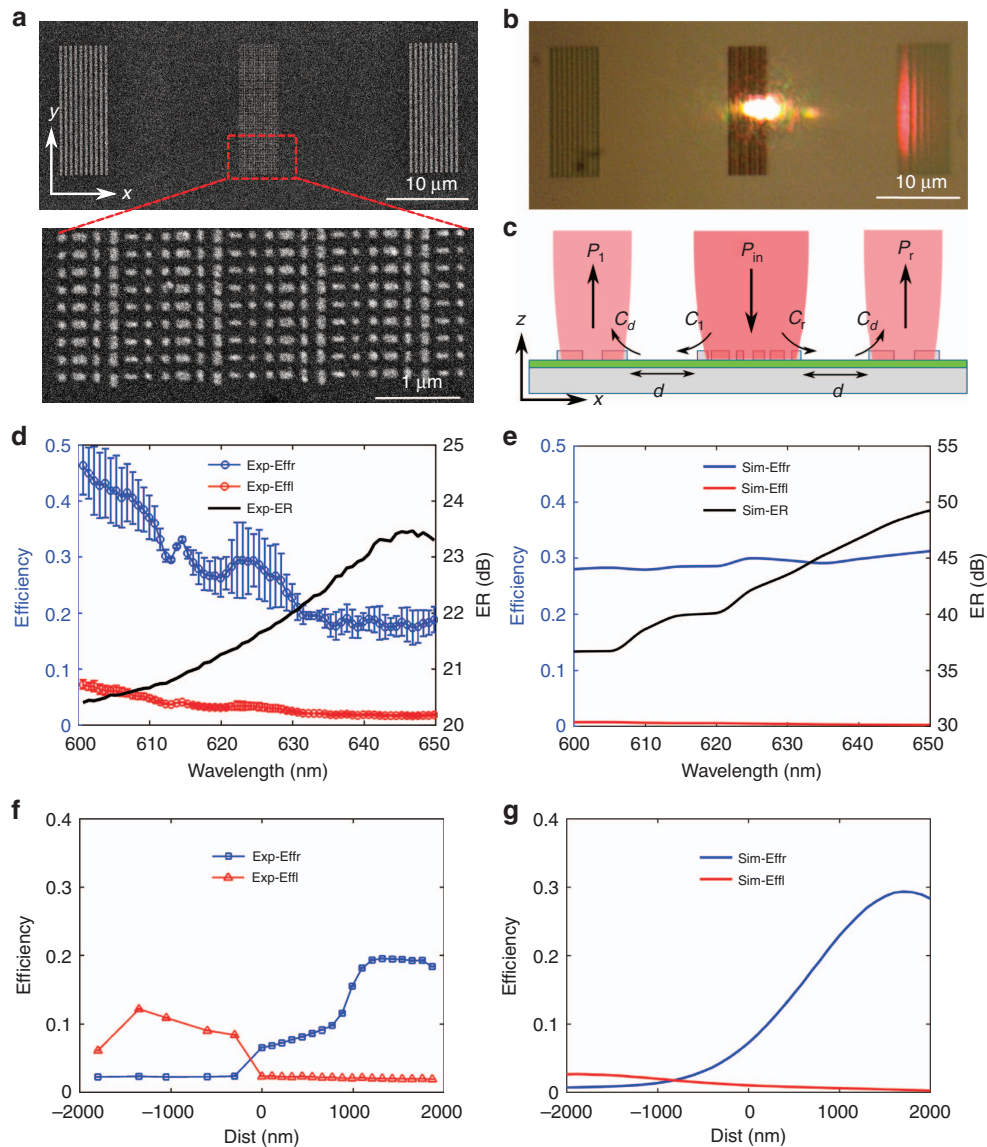 a
y
x
10 μm
1 μm
b
10 μm
c
P1
Pin
Pr
Cd
C1
Cr
Cd
z
d
d
x
d
0.5
0.4
0.3
0.2
0.1
0
Efficiency
Exp-Effr
Exp-Effl
Exp-ER
25
24
23
22
21
20
ER (dB)
600 610 620 630 640 650
Wavelength (nm)
e
0.5
0.4
0.3
0.2
0.1
0
Efficiency
Sim-Effr
Sim-Effl
Sim-ER
55
50
45
40
35
30
ER (dB)
600 610 620 630 640 650
Wavelength (nm)
f
0.4
0.3
0.2
0.1
0
Efficiency
Exp-Effr
Exp-Effl
−2000 −1000 0 1000 2000
Dist (nm)
g
0.4
0.3
0.2
0.1
0
Efficiency
Sim-Effr
Sim-Effl
−2000 −1000 0 1000 2000
Dist (nm)